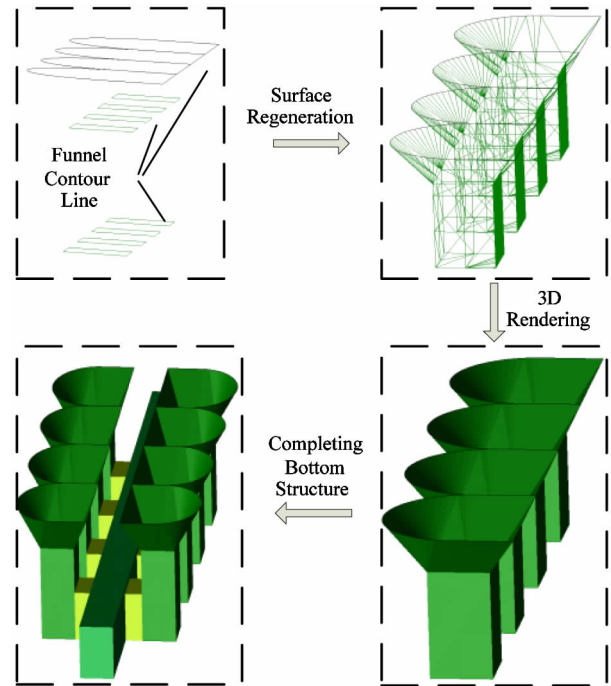 Surface
Regeneration
Funnel
Contour
Line
3D
Rendering
Completing
Bottom
Structure